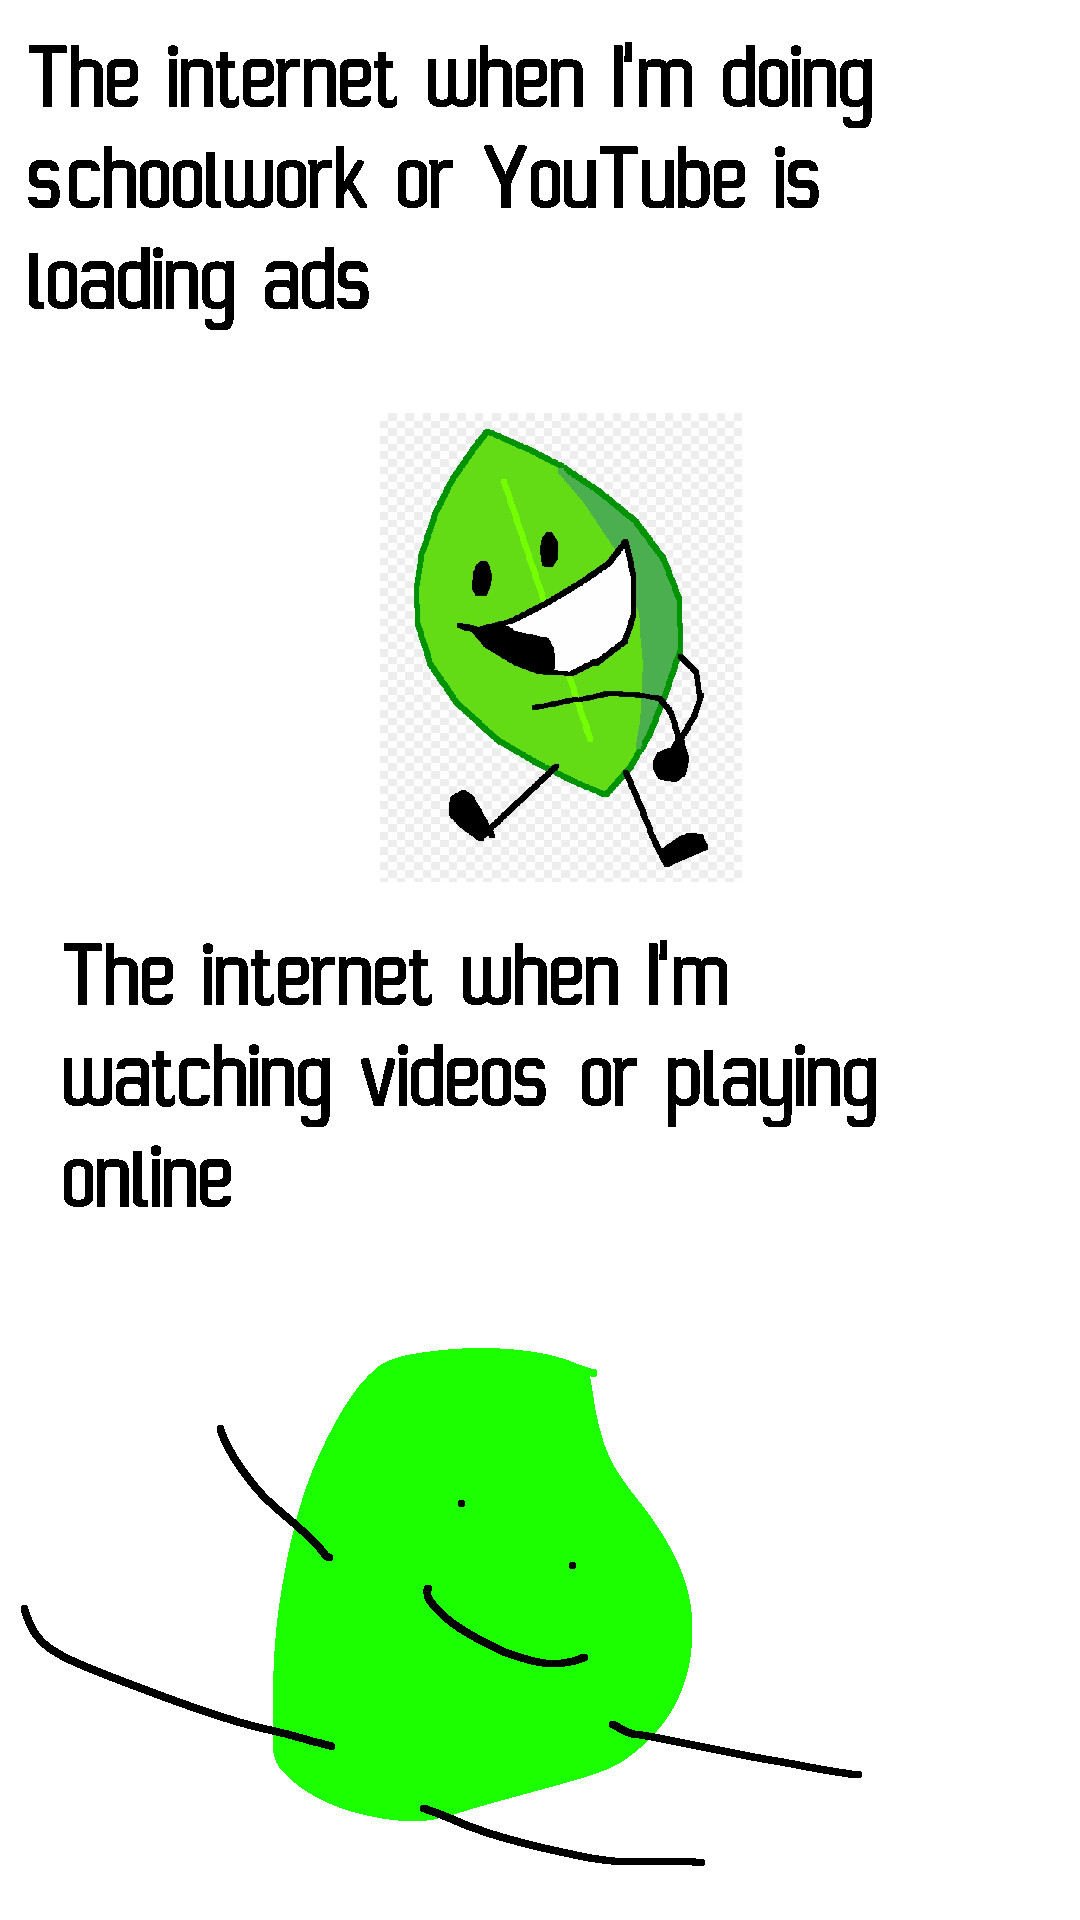 The internet when I'm doing
schoolwork or YouTube is
loading ads
The internet when I'm
watching videos or playing
online